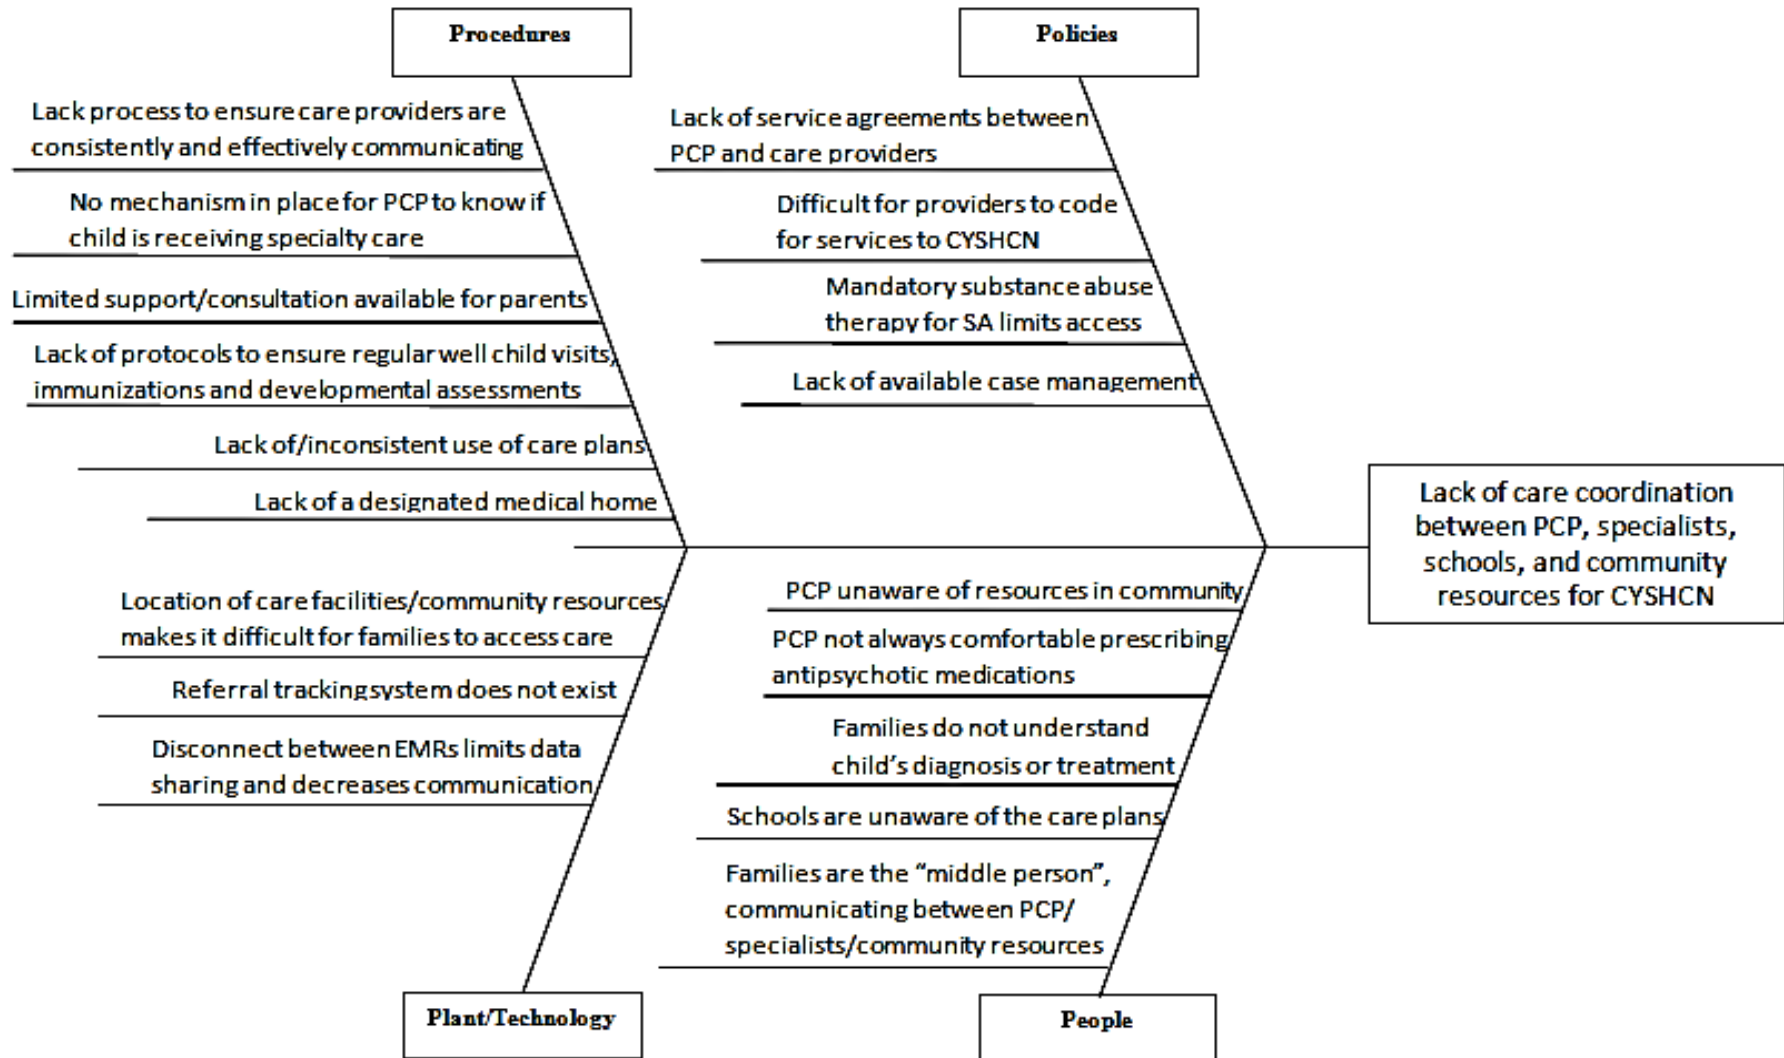 Procedures
Lack process to ensure care providers are
consistently and effectively communicating
No mechanism in place for PCP to know if
child is receiving specialty care
Limited support/consultation available for parents
Lack of protocols to ensure regular well child visits,
immunizations and developmental assessments
Lack of/inconsistent use of care plans
Lack of a designated medical home
Policies
Lack of service agreements between
PCP and care providers
Difficult for providers to code
for services to CYSHCN
Mandatory substance abuse
therapy for SA limits access
Lack of available case management
Lack of care coordination
between PCP, specialists,
schools, and community
resources for CYSHCN
Location of care facilities/community resources
makes it difficult for families to access care
Referral tracking system does not exist
Disconnect between EMRs limits data
sharing and decreases communication
Plant/Technology
PCP unaware of resources in community
PCP not always comfortable prescribing
antipsychotic medications
Families do not understand
child's diagnosis or treatment
Schools are unaware of the care plans
Families are the “middle person”,
communicating between PCP/
specialists/community resources
People